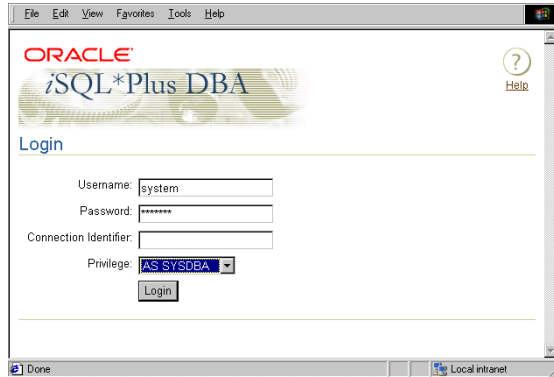 File Edit View Favorites Tools Help
ORACLE
iSQL*Plus DBA
?
Help
Login
Username: system
Password: *******
Connection Identifier:
Privilege: AS SYSDBA
Login
Done Local intranet